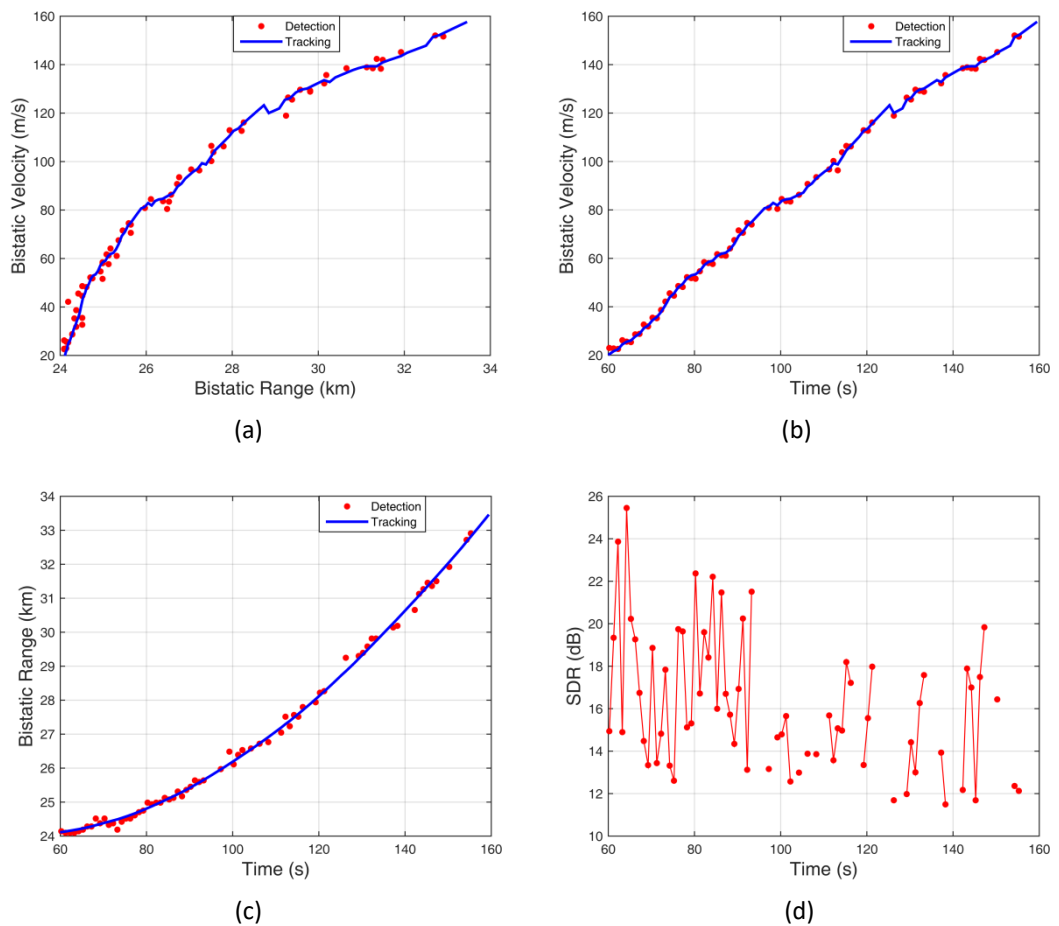 160
140
120
100
80
60
40
20
Bistatic Velocity (m/s)
Detection
Tracking
24 26 28 30 32 34
Bistatic Range (km)
(a)
160
140
120
100
80
60
40
20
Bistatic Velocity (m/s)
Detection
Tracking
60 80 100 120 140 160
Time (s)
(b)
34
33
32
31
30
29
28
27
26
25
24
Bistatic Range (km)
Detection
Tracking
60 80 100 120 140 160
Time (s)
(c)
26
24
22
20
18
16
14
12
10
SDR (dB)
60 80 100 120 140 160
Time (s)
(d)